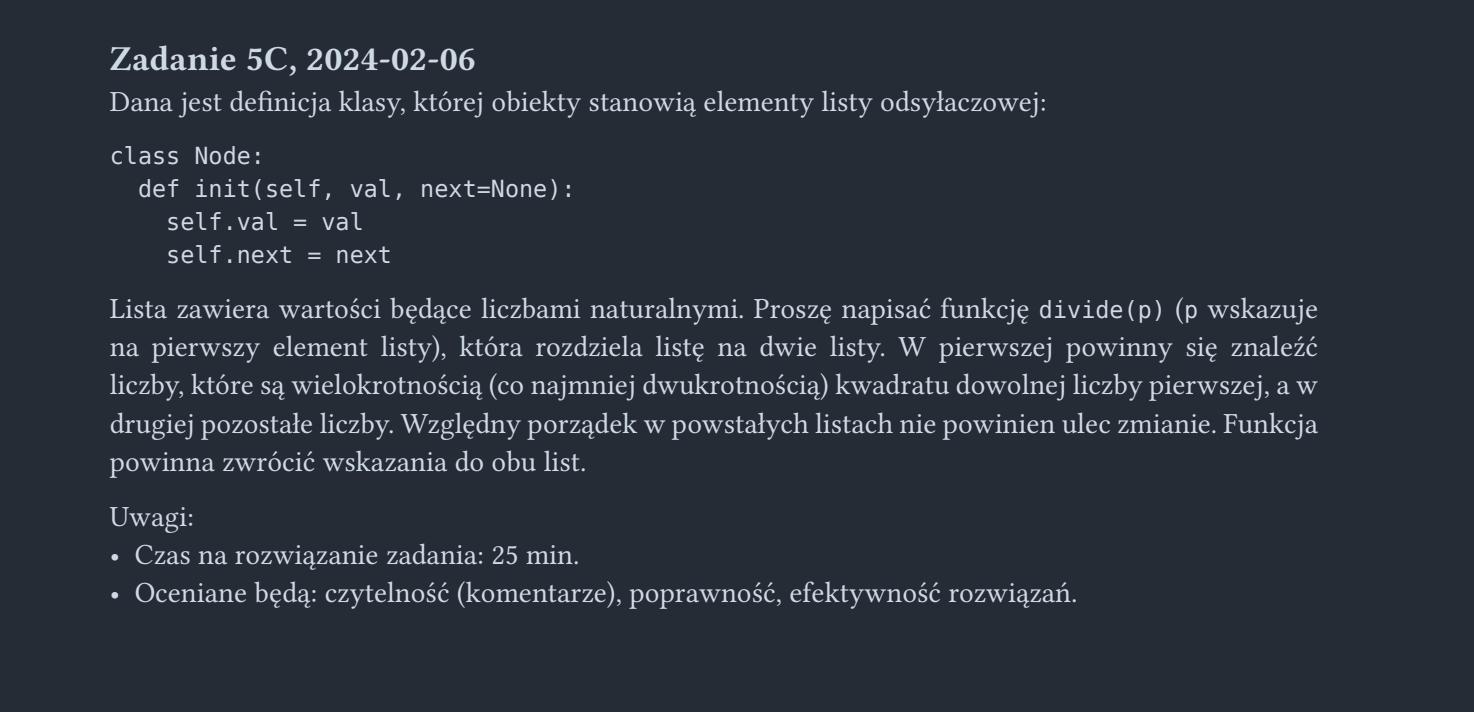 Zadanie 5C, 2024-02-06
Dana jest definicja klasy, której obiekty stanowią elementy listy odsyłaczowej:
class Node:
  def init(self, val, next=None):
    self.val = val
    self.next = next
Lista zawiera wartości będące liczbami naturalnymi. Proszę napisać funkcję divide(p) (p wskazuje
na pierwszy element listy), która rozdziela listę na dwie listy. W pierwszej powinny się znaleźć
liczby, które są wielokrotnością (co najmniej dwukrotnością) kwadratu dowolnej liczby pierwszej, a w
drugiej pozostałe liczby. Względny porządek w powstałych listach nie powinien ulec zmianie. Funkcja
powinna zwrócić wskazania do obu list.
Uwagi:
• Czas na rozwiązanie zadania: 25 min.
• Oceniane będą: czytelność (komentarze), poprawność, efektywność rozwiązań.